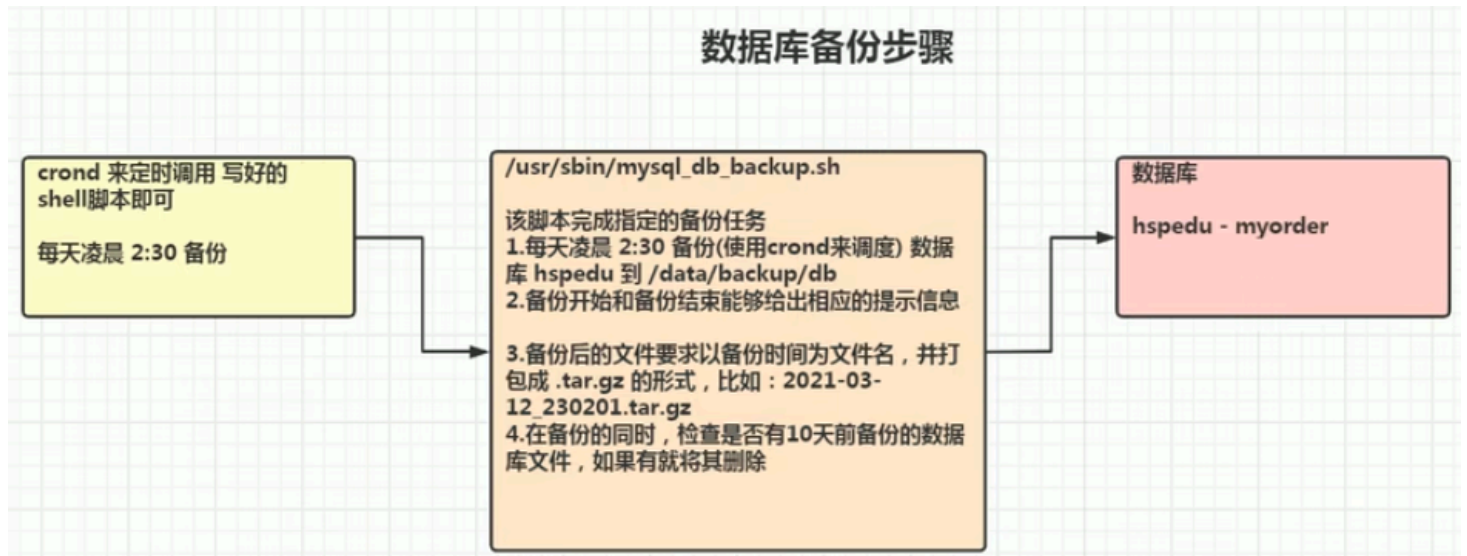 数据库备份步骤
crond 来定时调用 写好的
shell脚本即可
每天凌晨 2:30 备份
/usr/sbin/mysql_db_backup.sh
该脚本完成指定的备份任务
1.每天凌晨 2:30 备份(使用crond来调度) 数据
库 hspedu 到 /data/backup/db
2.备份开始和备份结束能够给出相应的提示信息
3.备份后的文件要求以备份时间为文件名，并打
包成 .tar.gz 的形式，比如：2021-03-
12_230201.tar.gz
4.在备份的同时，检查是否有10天前备份的数据
库文件，如果有就将其删除
数据库
hspedu - myorder